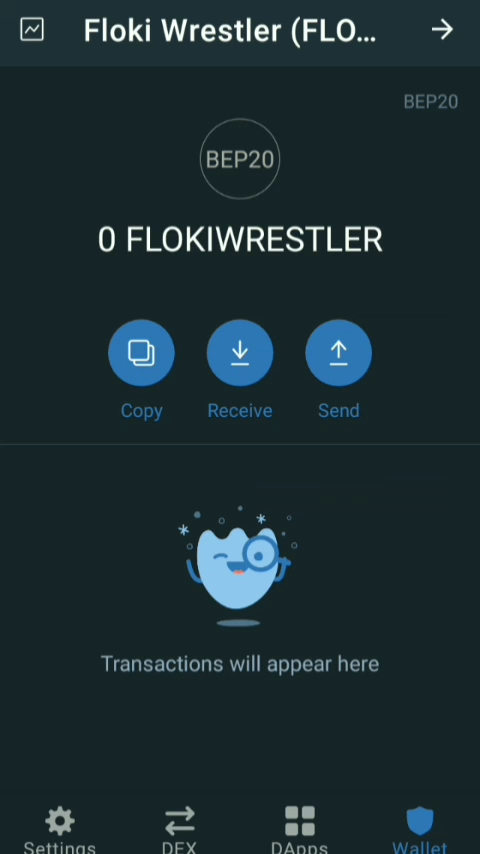 Floki Wrestler (FLO...
BEP20
BEP20
0 FLOKIWRESTLER
Copy
Receive
Send
Transactions will appear here
Settings
DEX
DApps
Wallet